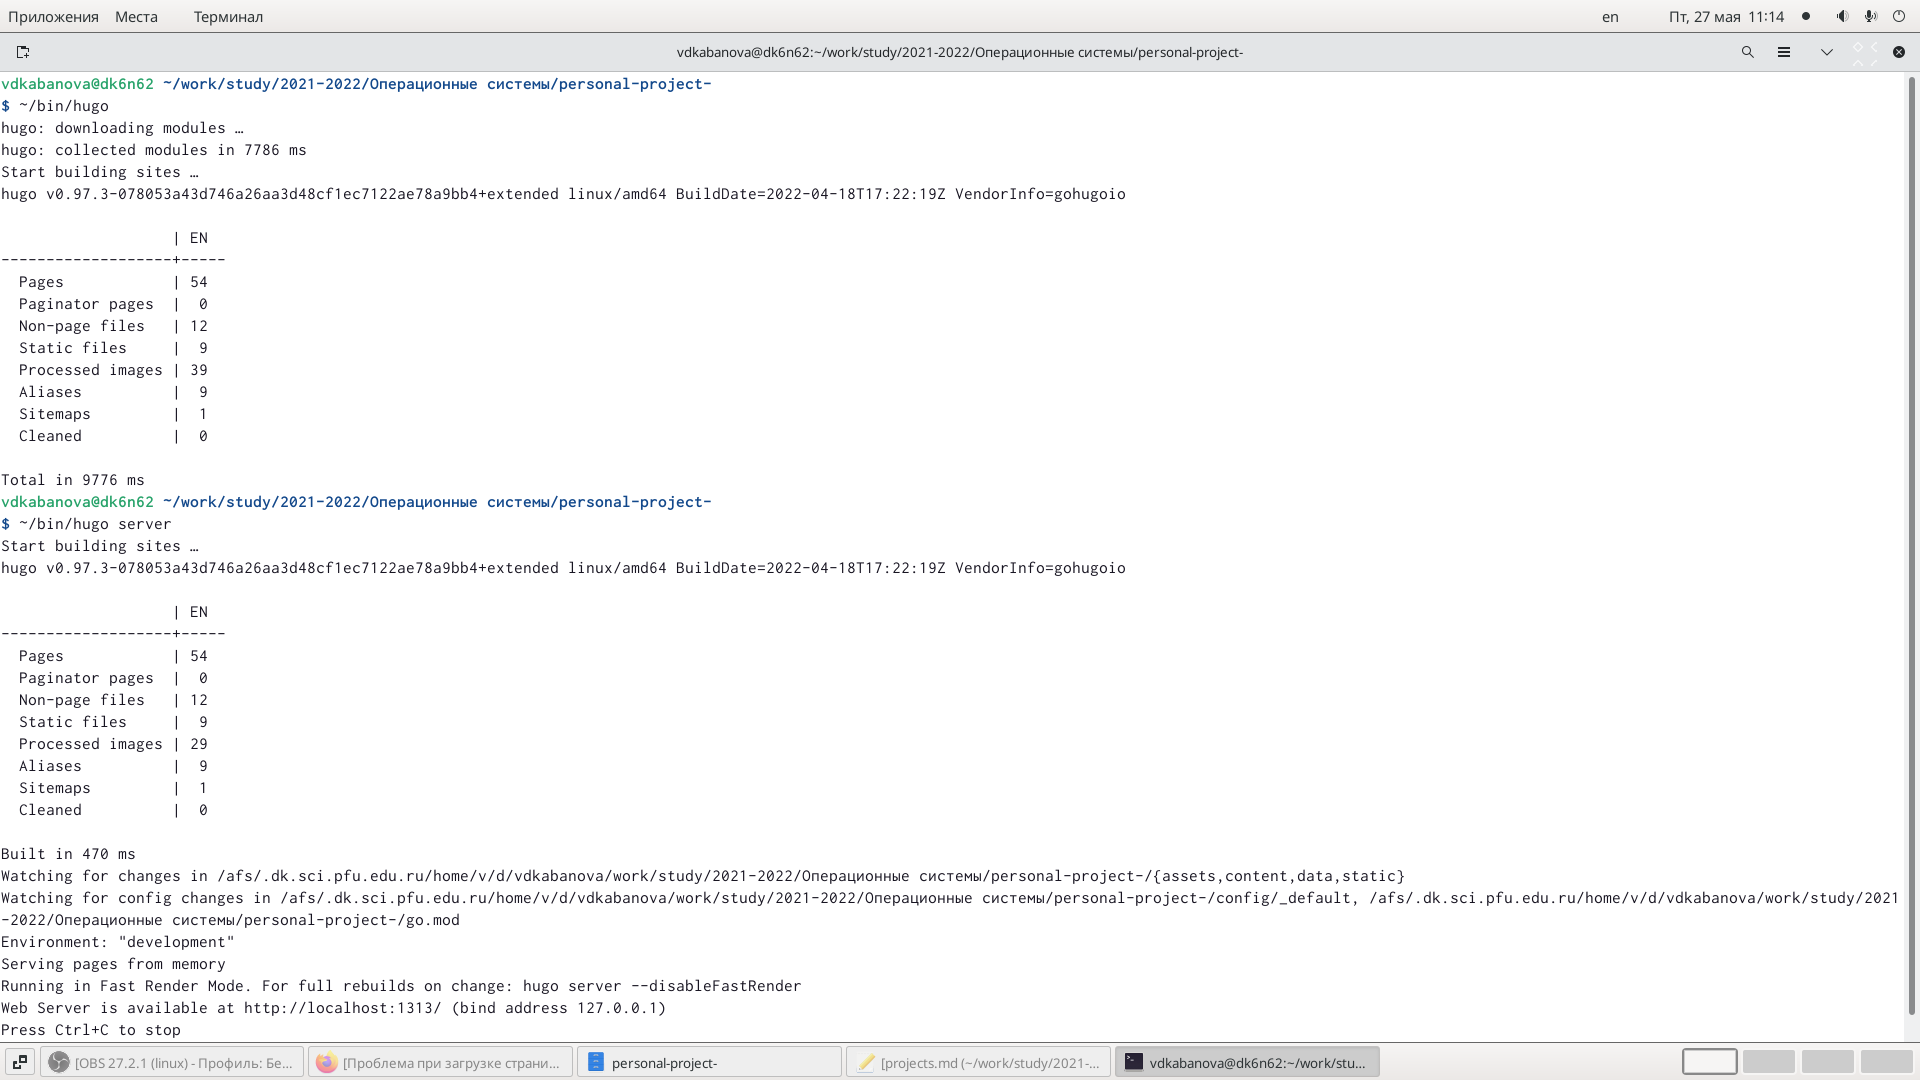 Приложения Места Терминал en Пт, 27 мая 11:14
vdkabanova@dk6n62:~/work/study/2021-2022/Операционные системы/personal-project-
vdkabanova@dk6n62 ~/work/study/2021-2022/Операционные системы/personal-project-
$ ~/bin/hugo
hugo: downloading modules …
hugo: collected modules in 7786 ms
Start building sites …
hugo v0.97.3-078053a43d746a26aa3d48cf1ec7122ae78a9bb4+extended linux/amd64 BuildDate=2022-04-18T17:22:19Z VendorInfo=gohugoio
                   | EN
-------------------+-----
  Pages            | 54
  Paginator pages  |  0
  Non-page files   | 12
  Static files     |  9
  Processed images | 39
  Aliases          |  9
  Sitemaps         |  1
  Cleaned          |  0
Total in 9776 ms
vdkabanova@dk6n62 ~/work/study/2021-2022/Операционные системы/personal-project-
$ ~/bin/hugo server
Start building sites …
hugo v0.97.3-078053a43d746a26aa3d48cf1ec7122ae78a9bb4+extended linux/amd64 BuildDate=2022-04-18T17:22:19Z VendorInfo=gohugoio
                   | EN
-------------------+-----
  Pages            | 54
  Paginator pages  |  0
  Non-page files   | 12
  Static files     |  9
  Processed images | 29
  Aliases          |  9
  Sitemaps         |  1
  Cleaned          |  0
Built in 470 ms
Watching for changes in /afs/.dk.sci.pfu.edu.ru/home/v/d/vdkabanova/work/study/2021-2022/Операционные системы/personal-project-/{assets,content,data,static}
Watching for config changes in /afs/.dk.sci.pfu.edu.ru/home/v/d/vdkabanova/work/study/2021-2022/Операционные системы/personal-project-/config/_default, /afs/.dk.sci.pfu.edu.ru/home/v/d/vdkabanova/work/study/2021
-2022/Операционные системы/personal-project-/go.mod
Environment: "development"
Serving pages from memory
Running in Fast Render Mode. For full rebuilds on change: hugo server --disableFastRender
Web Server is available at http://localhost:1313/ (bind address 127.0.0.1)
Press Ctrl+C to stop
[OBS 27.2.1 (linux) - Профиль: Бе... [Проблема при загрузке страни... personal-project- [projects.md (~/work/study/2021-... vdkabanova@dk6n62:~/work/stu...